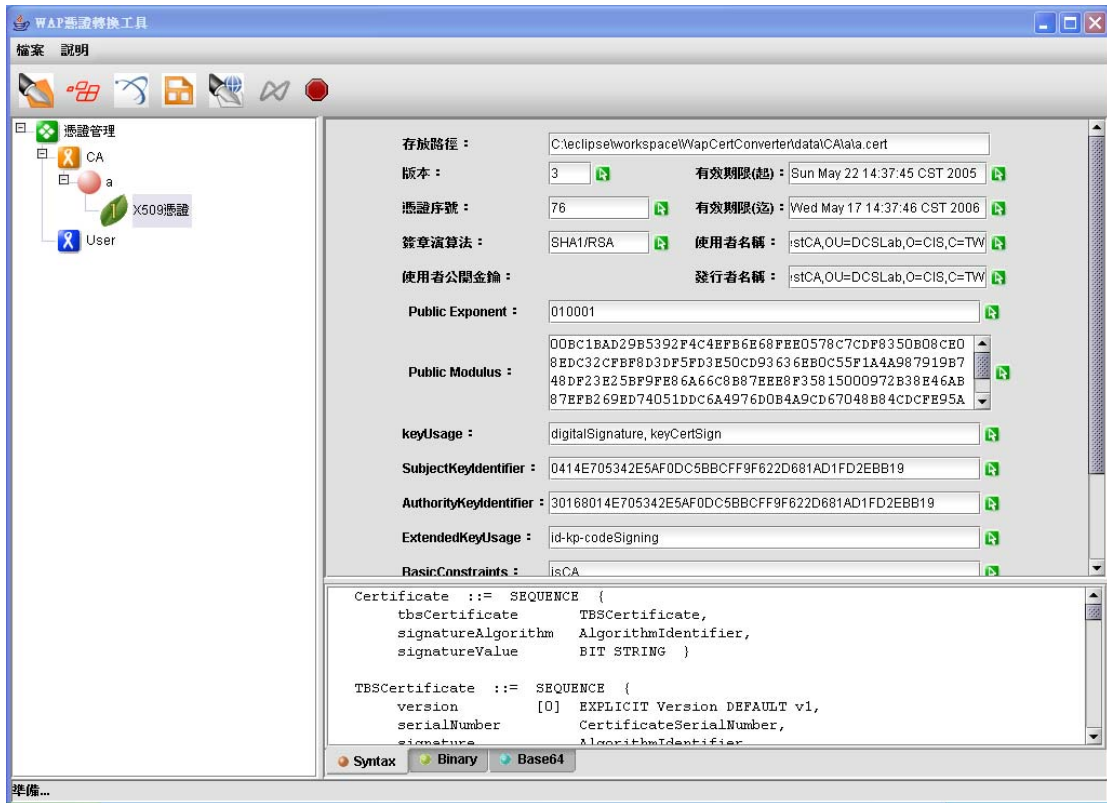 WAP憑證轉換工具
檔案 說明
憑證管理
CA
a
X509憑證
User
存放路徑：
C:\eclipse\workspace\WapCertConverter\data\CA\a\a.cert
版本：
3
有效期限(起)：
Sun May 22 14:37:45 CST 2005
憑證序號：
76
有效期限(迄)：
Wed May 17 14:37:46 CST 2006
簽章演算法：
SHA1/RSA
使用者名稱：
stCA,OU=DCSLab,O=CIS,C=TW
使用者公開金鑰：
發行者名稱：
stCA,OU=DCSLab,O=CIS,C=TW
Public Exponent：
010001
Public Modulus：
00BC1BAD29B5392F4C4EFB6E68FEE0578C7CDF8350B08CE0
8EDC32CFBF8D3DF5FD3E50CD93636EB0C55F1A4A987919B7
48DF23E25BF9FE86A66C8B87EEE8F35815000972B38E46AB
87EFB269ED74051DDC6A4976D0B4A9CD67048B84CDCFE95A
keyUsage：
digitalSignature, keyCertSign
SubjectKeyIdentifier：
0414E705342E5AF0DC5BBCFF9F622D681AD1FD2EBB19
AuthorityKeyIdentifier：
30168014E705342E5AF0DC5BBCFF9F622D681AD1FD2EBB19
ExtendedKeyUsage：
id-kp-codeSigning
BasicConstraints：
isCA
Certificate ::= SEQUENCE {
tbsCertificate TBSCertificate,
signatureAlgorithm AlgorithmIdentifier,
signatureValue BIT STRING }
TBSCertificate ::= SEQUENCE {
version [0] EXPLICIT Version DEFAULT v1,
serialNumber CertificateSerialNumber,
signature AlgorithmIdentifier
Syntax Binary Base64
準備...